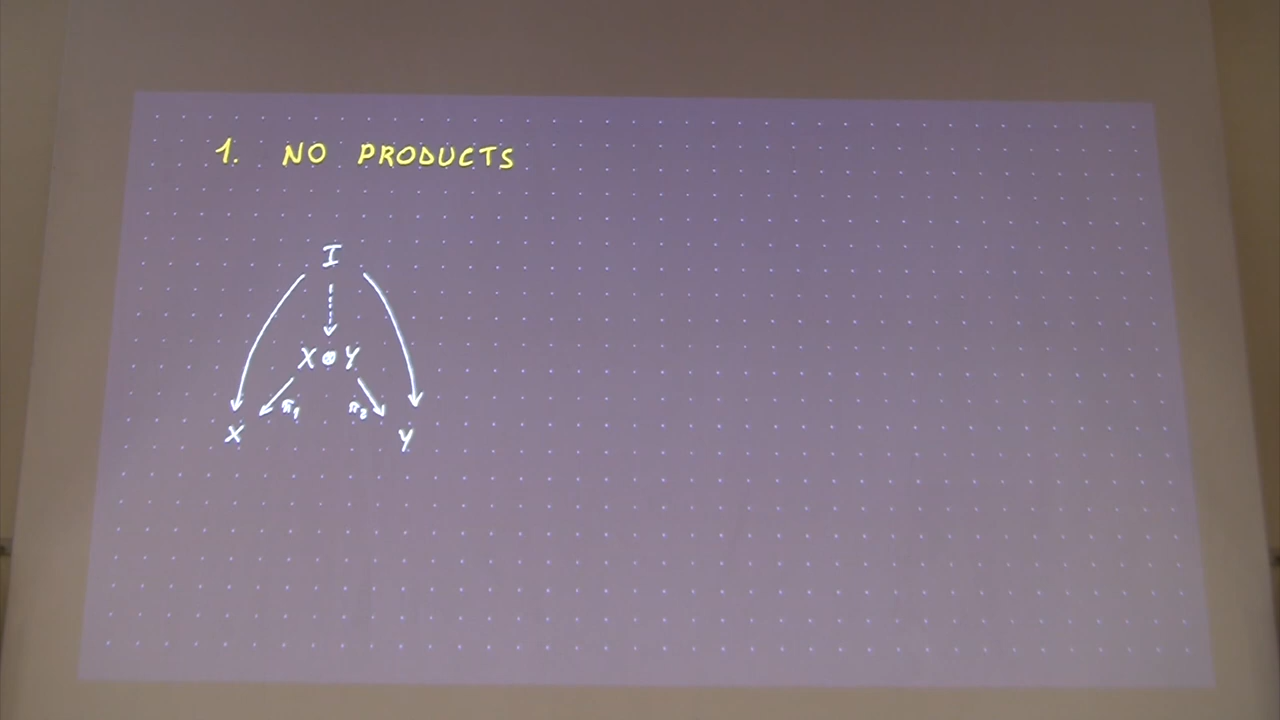 1. NO PRODUCTS
I
X ⊗ Y
π₁ π₂
X Y